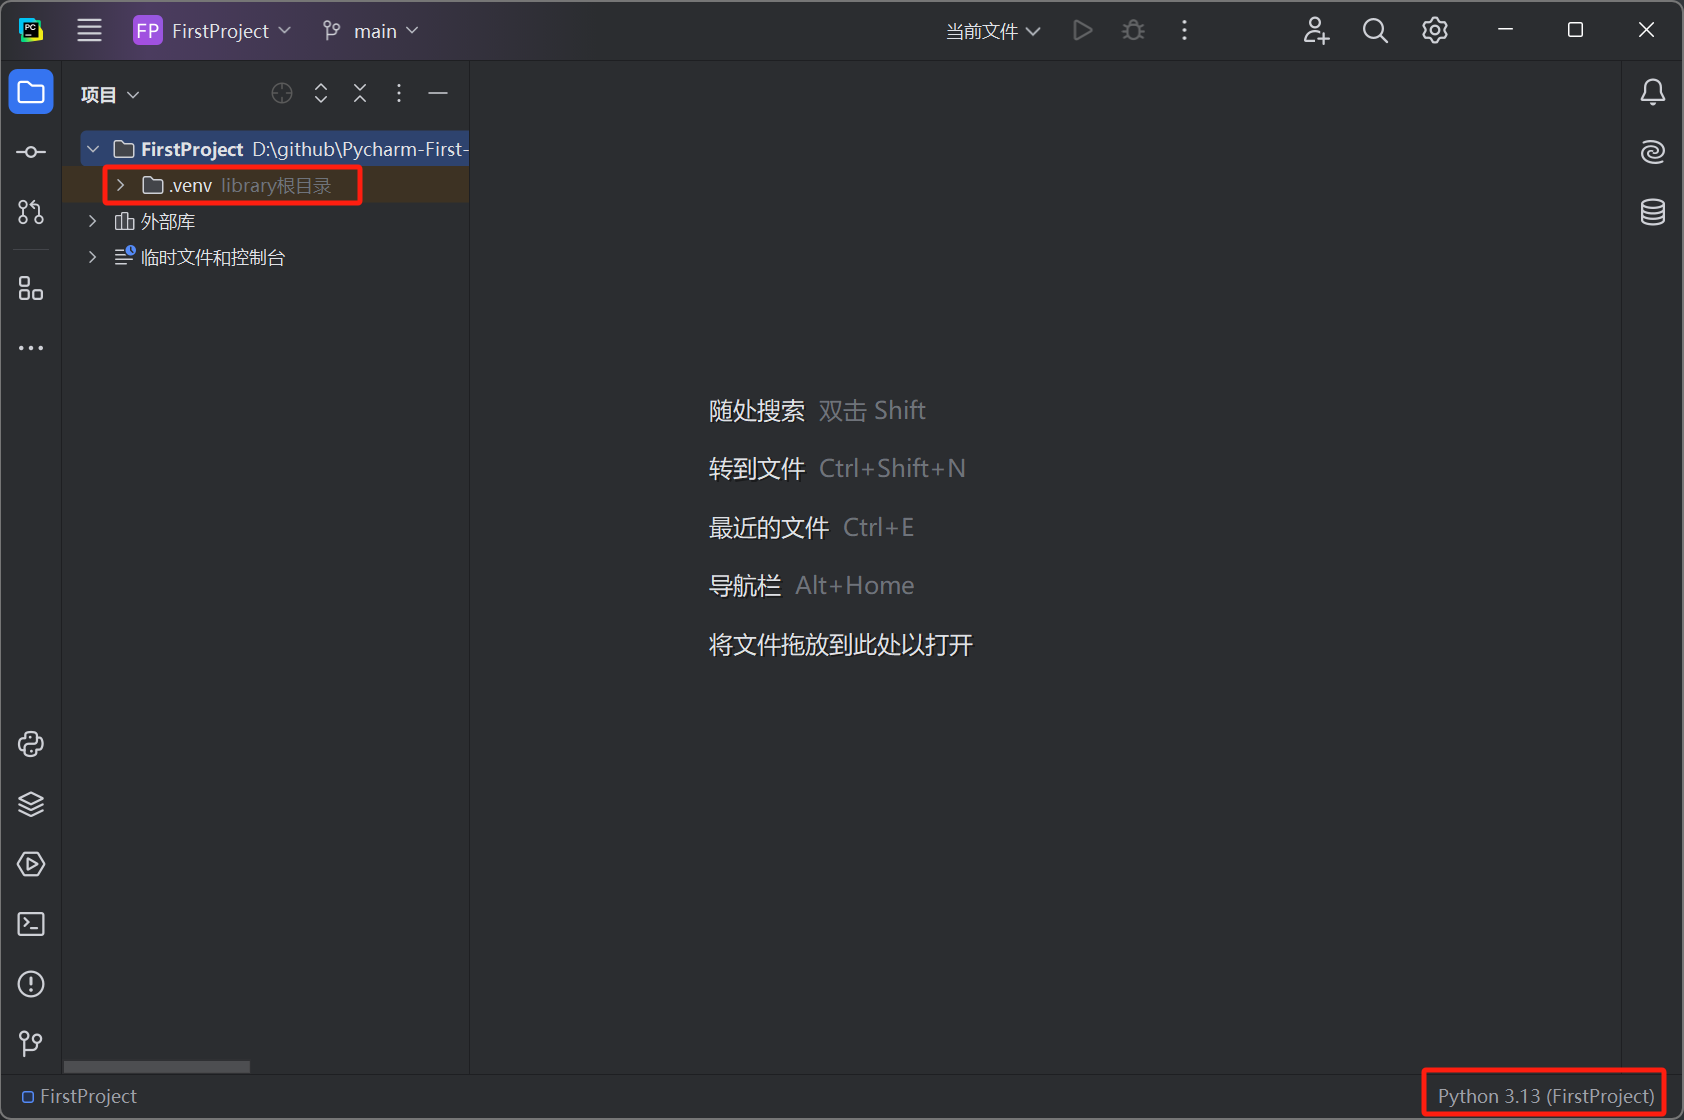 PC
FP FirstProject main 当前文件
项目
FirstProject D:\github\Pycharm-First-
.venv library根目录
外部库
临时文件和控制台
随处搜索 双击 Shift
转到文件 Ctrl+Shift+N
最近的文件 Ctrl+E
导航栏 Alt+Home
将文件拖放到此处以打开
FirstProject Python 3.13 (FirstProject)